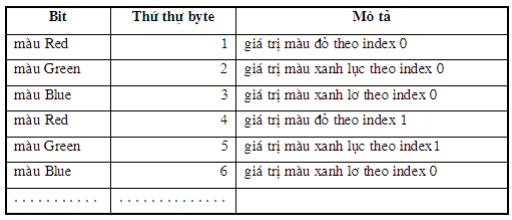 Bit Thứ thự byte Mô tả
màu Red 1 giá trị màu đỏ theo index 0
màu Green 2 giá trị màu xanh lục theo index 0
màu Blue 3 giá trị màu xanh lơ theo index 0
màu Red 4 giá trị màu đỏ theo index 1
màu Green 5 giá trị màu xanh lục theo index1
màu Blue 6 giá trị màu xanh lơ theo index 0
. . . . . . . . . . . . . . . . . . . . . . . . .